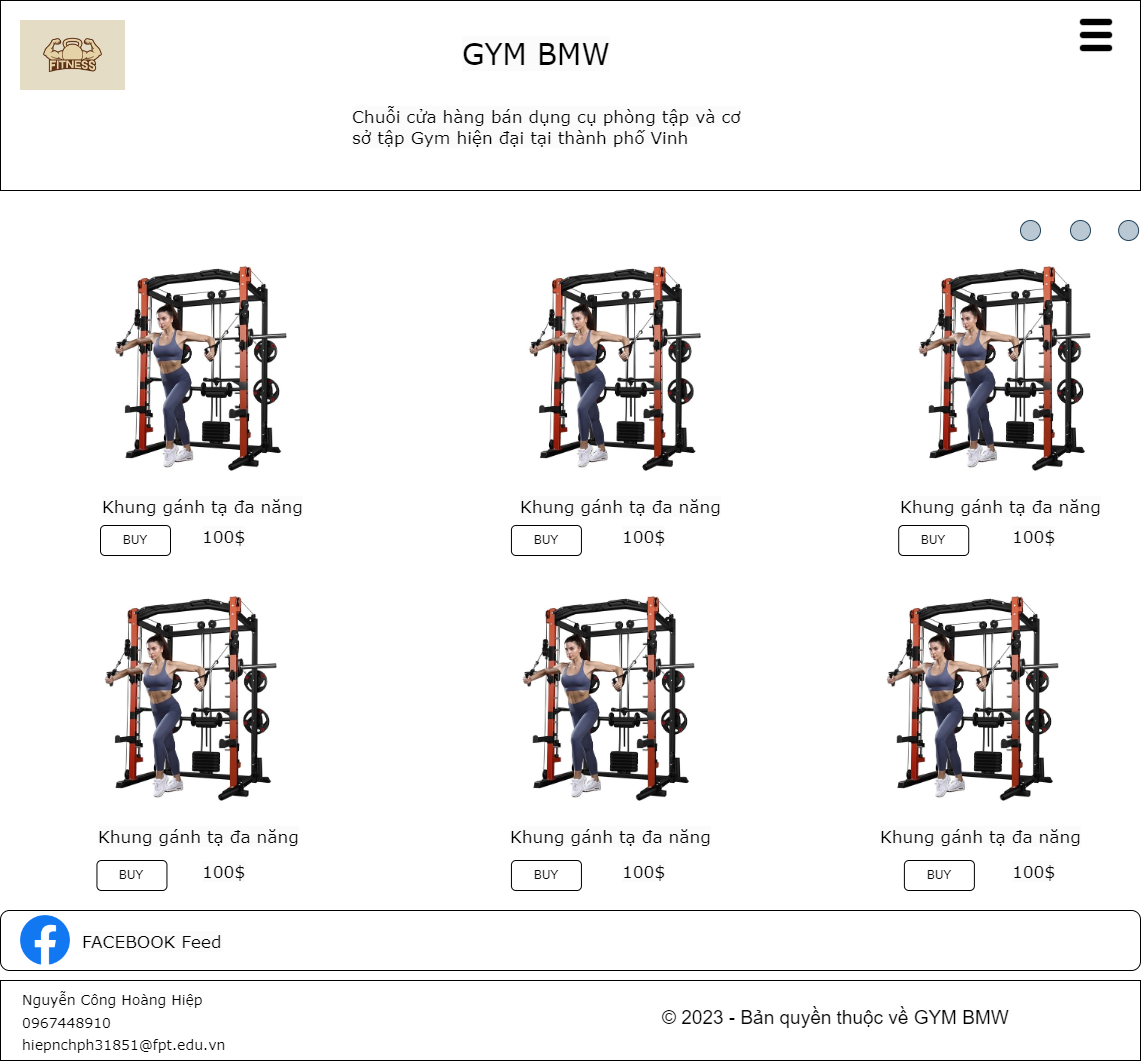 FITNESS
GYM BMW
Chuỗi cửa hàng bán dụng cụ phòng tập và cơ
sở tập Gym hiện đại tại thành phố Vinh
Khung gánh tạ đa năng
BUY 100$
Khung gánh tạ đa năng
BUY 100$
Khung gánh tạ đa năng
BUY 100$
Khung gánh tạ đa năng
BUY 100$
Khung gánh tạ đa năng
BUY 100$
Khung gánh tạ đa năng
BUY 100$
FACEBOOK Feed
Nguyễn Công Hoàng Hiệp
0967448910
hiepnchph31851@fpt.edu.vn
© 2023 - Bản quyền thuộc về GYM BMW